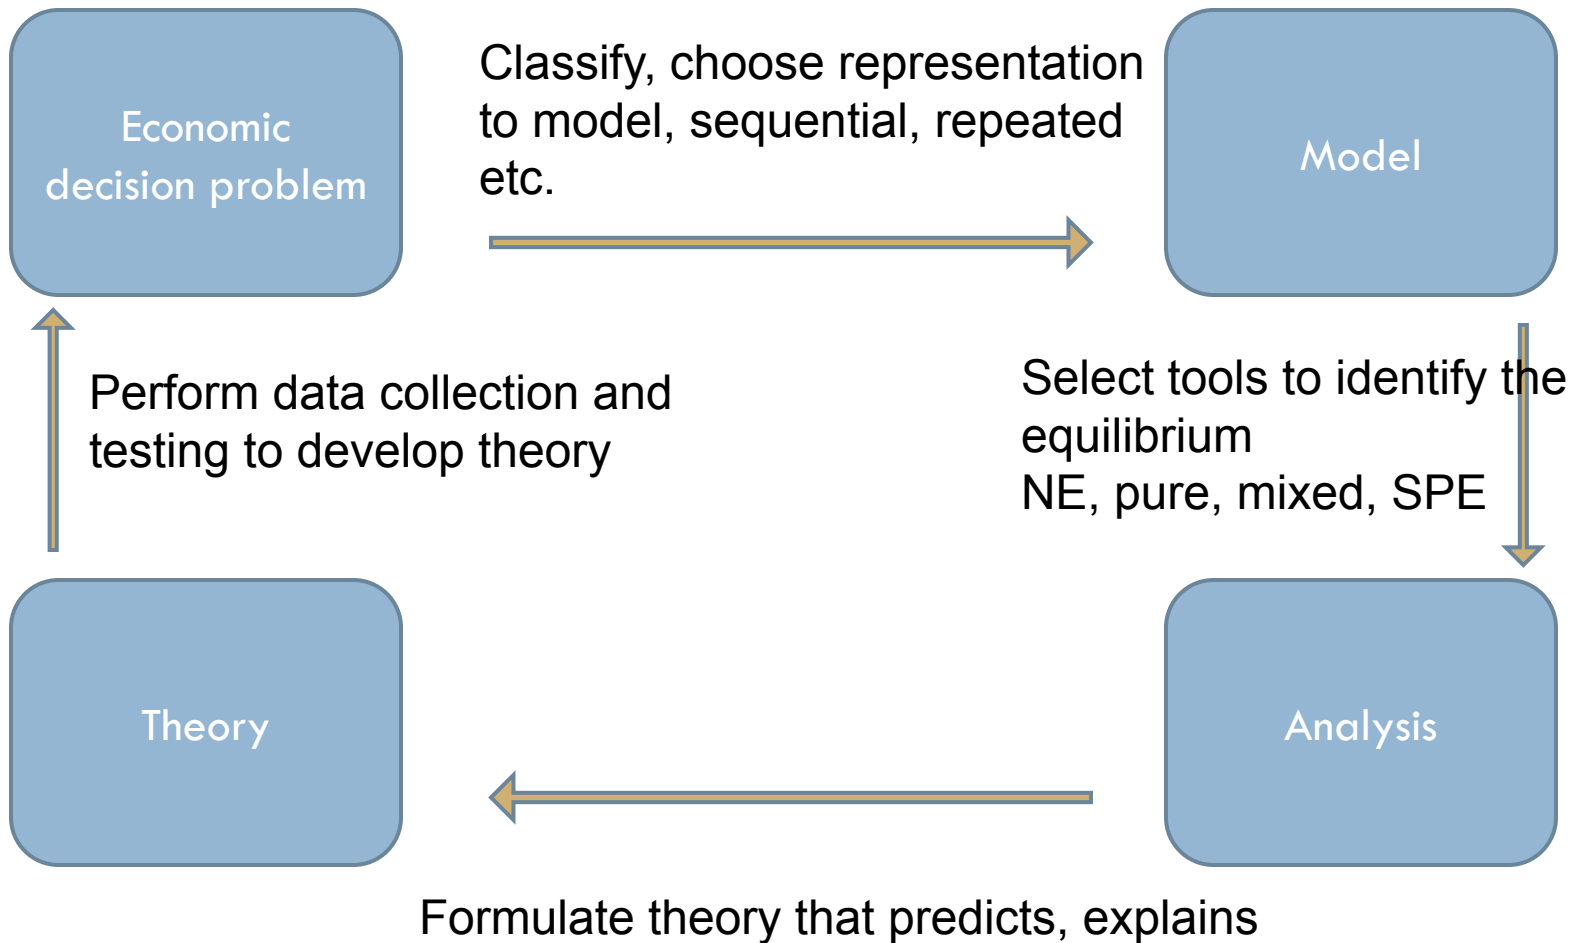 Economic
decision problem
Classify, choose representation
to model, sequential, repeated
etc.
Model
Perform data collection and
testing to develop theory
Select tools to identify the
equilibrium
NE, pure, mixed, SPE
Theory
Analysis
Formulate theory that predicts, explains